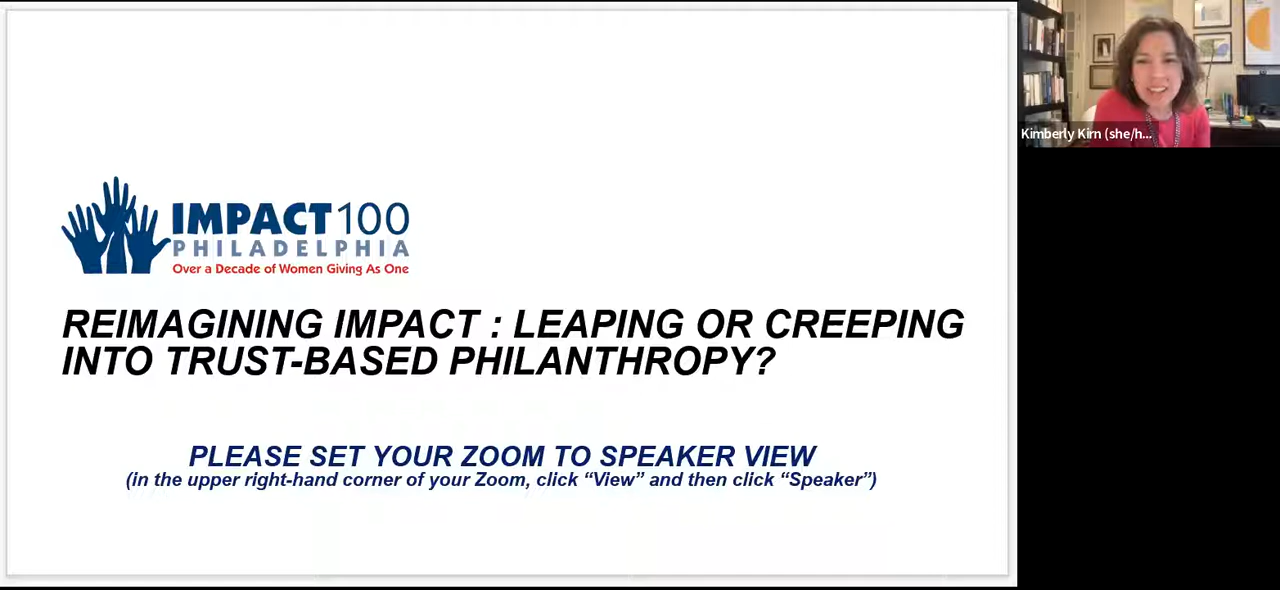 IMPACT100
PHILADELPHIA
Over a Decade of Women Giving As One
REIMAGINING IMPACT : LEAPING OR CREEPING
INTO TRUST-BASED PHILANTHROPY?
PLEASE SET YOUR ZOOM TO SPEAKER VIEW
(in the upper right-hand corner of your Zoom, click “View” and then click “Speaker”)
Kimberly Kirn (she/h...